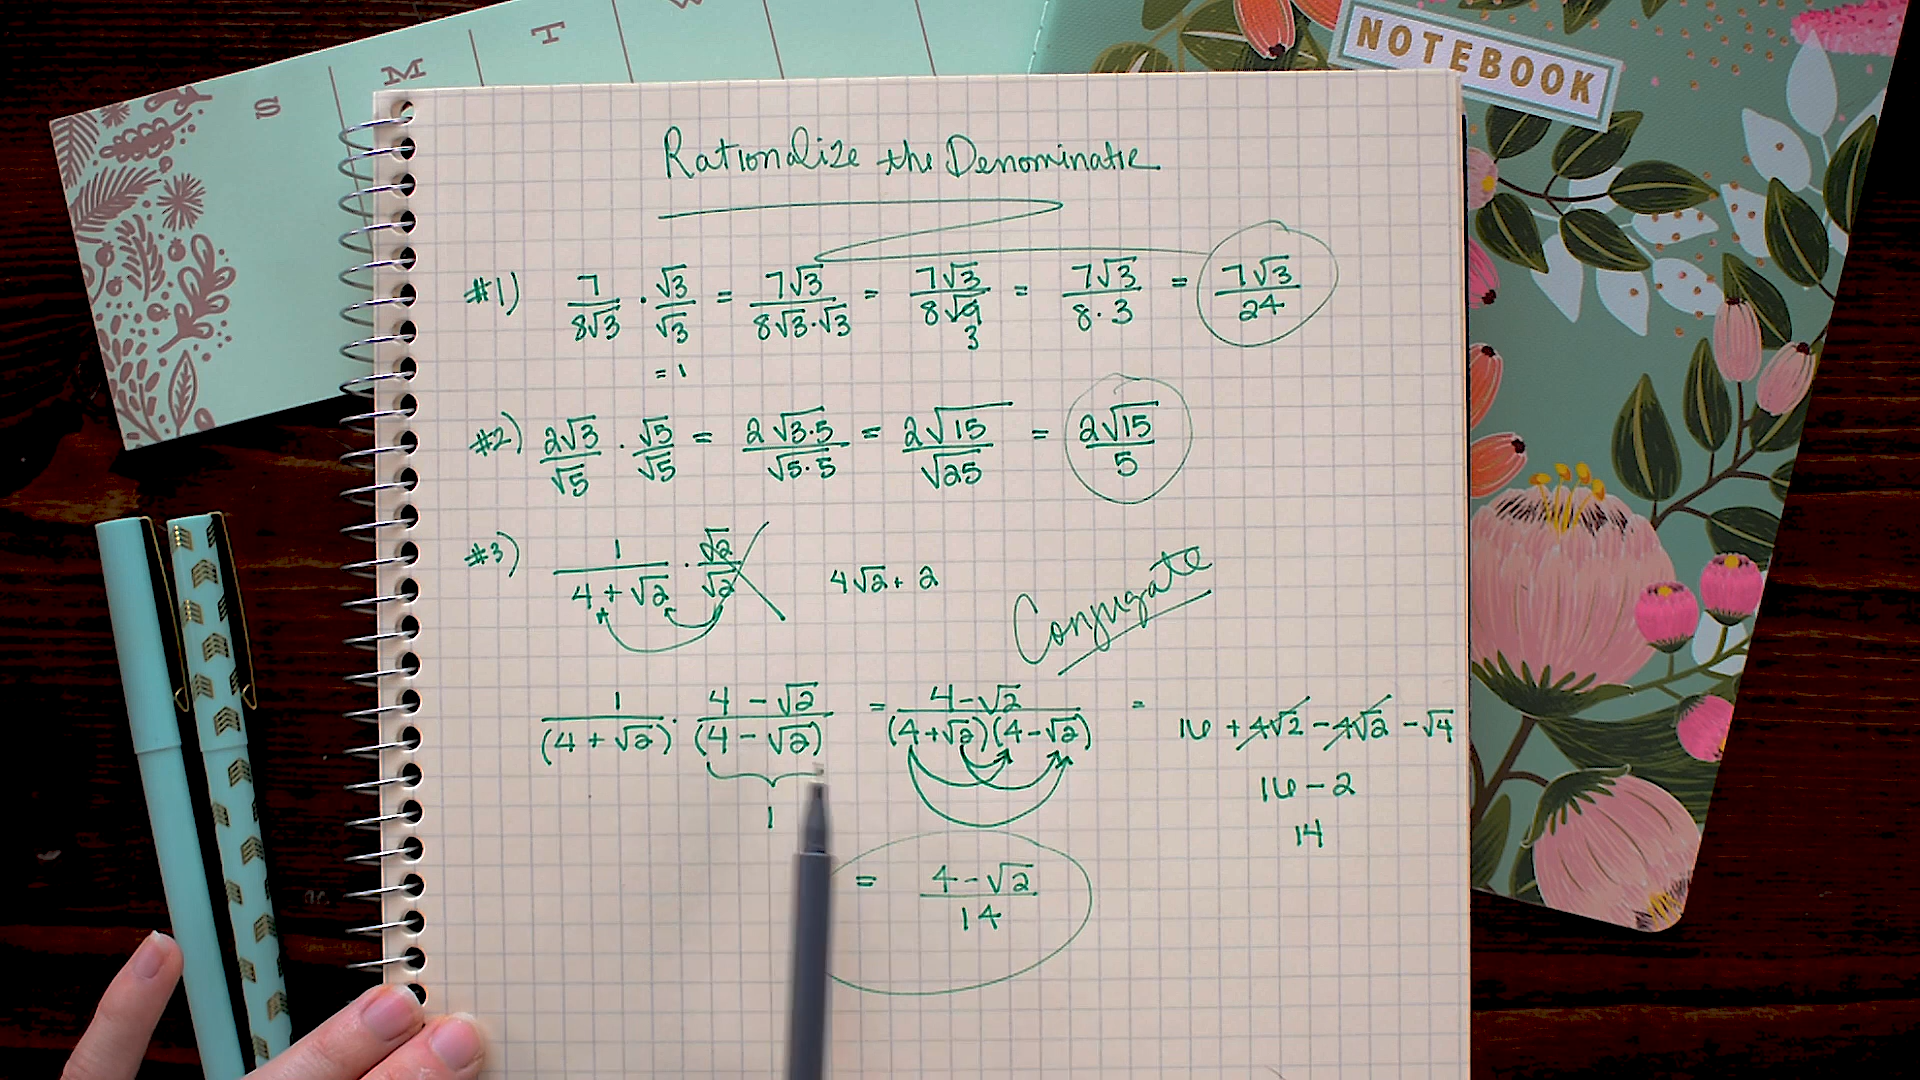 S M T W
NOTEBOOK
Rationalize the Denominator
#1) 7/8√3 · √3/√3 = 7√3/8√3·√3 = 7√3/8√9 = 7√3/8·3 = 7√3/24
3
= 1
#2) 2√3/√5 · √5/√5 = 2√3·5/√5·5 = 2√15/√25 = 2√15/5
#3) 1/4+√2 · √2/√2 4√2 + 2
Conjugate
1/(4+√2) · 4-√2/(4-√2) = 4-√2/(4+√2)(4-√2) = 16 + 4√2 - 4√2 - √4
16 - 2
1 14
= 4-√2/14